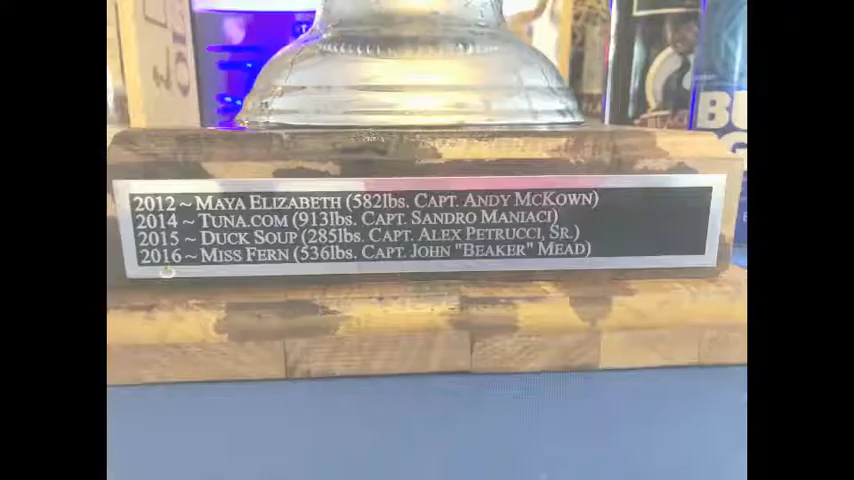 2012 ~ MAYA ELIZABETH (582lbs. CAPT. ANDY MCKOWN)
2014 ~ TUNA.COM (913lbs. CAPT. SANDRO MANIACI)
2015 ~ DUCK SOUP (285lbs. CAPT. ALEX PETRUCCI, SR.)
2016 ~ MISS FERN (536lbs. CAPT. JOHN "BEAKER" MEAD)